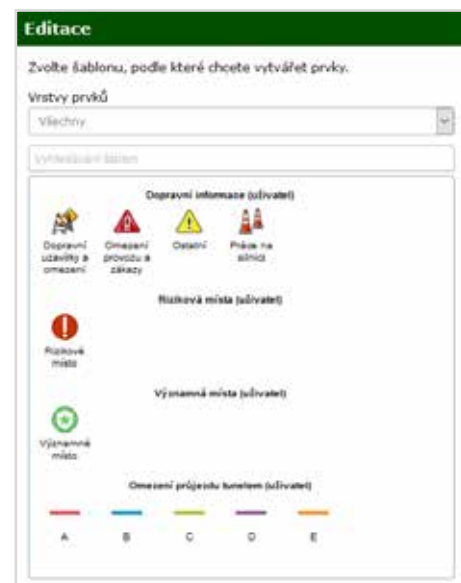 Editace
Zvolte šablonu, podle které chcete vytvářet prvky.
Vrstvy prvků
Všechny
Vyhledávání šablon
Dopravní informace (uživatel)
Dopravní uzavírky a omezení
Omezení provozu a zákazy
Ostatní
Práce na silnici
Riziková místa (uživatel)
Rizikové místo
Významná místa (uživatel)
Významné místo
Omezení průjezdu tunelem (uživatel)
A B C D E